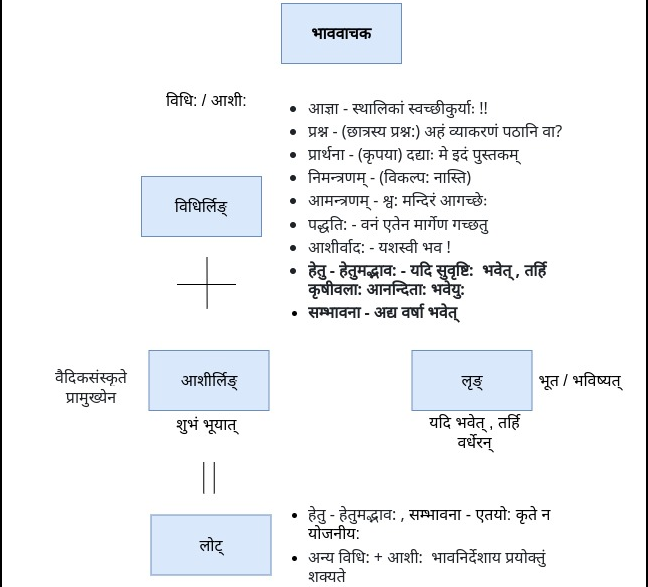 भाववाचक
विधि: / आशी:
आज्ञा - स्थालिकां स्वच्छीकुर्याः !!
प्रश्न - (छात्रस्य प्रश्न:) अहं व्याकरणं पठानि वा?
प्रार्थना - (कृपया) दद्याः मे इदं पुस्तकम्
निमन्त्रणम् - (विकल्प: नास्ति)
आमन्त्रणम् - श्व: मन्दिरं आगच्छेः
पद्धति: - वनं एतेन मार्गेण गच्छतु
आशीर्वाद: - यशस्वी भव !
हेतु - हेतुमद्भाव: - यदि सुवृष्टि: भवेत् , तर्हि
कृषीवला: आनन्दिता: भवेयु:
सम्भावना - अद्य वर्षा भवेत्
विधिर्लिङ्
वैदिकसंस्कृते
प्रामुख्येन
आशीर्लिङ्
शुभं भूयात्
लृङ्
भूत / भविष्यत्
यदि भवेत् , तर्हि
वर्धेरन्
लोट्
हेतु - हेतुमद्भाव: , सम्भावना - एतयो: कृते न
योजनीय:
अन्य विधि: + आशी: भावनिर्देशाय प्रयोक्तुं
शक्यते